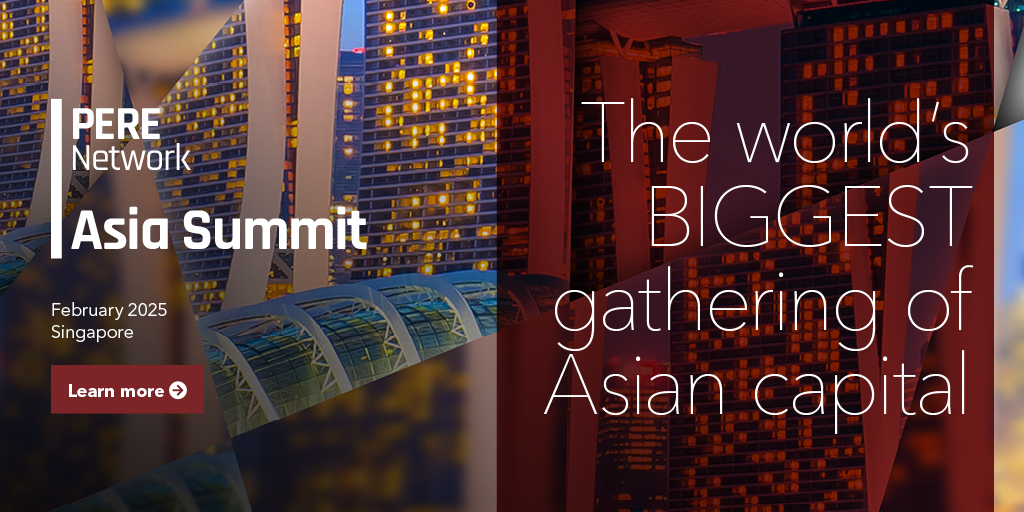 PERE
Network
Asia Summit
February 2025
Singapore
Learn more
The world's
BIGGEST
gathering of
Asian capital